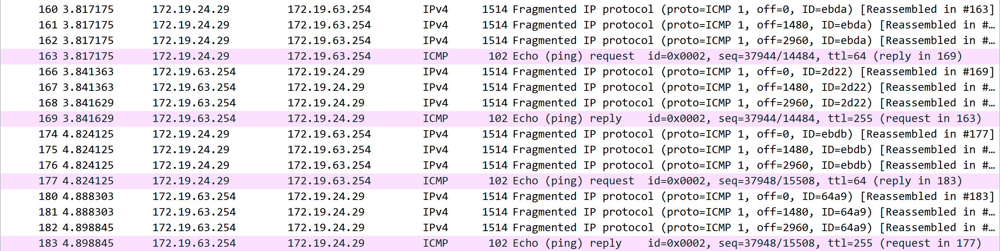 160 3.817175 172.19.24.29 172.19.63.254 IPv4 1514 Fragmented IP protocol (proto=ICMP 1, off=0, ID=ebda) [Reassembled in #163]
161 3.817175 172.19.24.29 172.19.63.254 IPv4 1514 Fragmented IP protocol (proto=ICMP 1, off=1480, ID=ebda) [Reassembled in #…
162 3.817175 172.19.24.29 172.19.63.254 IPv4 1514 Fragmented IP protocol (proto=ICMP 1, off=2960, ID=ebda) [Reassembled in #…
163 3.817175 172.19.24.29 172.19.63.254 ICMP 102 Echo (ping) request id=0x0002, seq=37944/14484, ttl=64 (reply in 169)
166 3.841363 172.19.63.254 172.19.24.29 IPv4 1514 Fragmented IP protocol (proto=ICMP 1, off=0, ID=2d22) [Reassembled in #169]
167 3.841363 172.19.63.254 172.19.24.29 IPv4 1514 Fragmented IP protocol (proto=ICMP 1, off=1480, ID=2d22) [Reassembled in #…
168 3.841629 172.19.63.254 172.19.24.29 IPv4 1514 Fragmented IP protocol (proto=ICMP 1, off=2960, ID=2d22) [Reassembled in #…
169 3.841629 172.19.63.254 172.19.24.29 ICMP 102 Echo (ping) reply id=0x0002, seq=37944/14484, ttl=255 (request in 163)
174 4.824125 172.19.24.29 172.19.63.254 IPv4 1514 Fragmented IP protocol (proto=ICMP 1, off=0, ID=ebdb) [Reassembled in #177]
175 4.824125 172.19.24.29 172.19.63.254 IPv4 1514 Fragmented IP protocol (proto=ICMP 1, off=1480, ID=ebdb) [Reassembled in #…
176 4.824125 172.19.24.29 172.19.63.254 IPv4 1514 Fragmented IP protocol (proto=ICMP 1, off=2960, ID=ebdb) [Reassembled in #…
177 4.824125 172.19.24.29 172.19.63.254 ICMP 102 Echo (ping) request id=0x0002, seq=37948/15508, ttl=64 (reply in 183)
180 4.888303 172.19.63.254 172.19.24.29 IPv4 1514 Fragmented IP protocol (proto=ICMP 1, off=0, ID=64a9) [Reassembled in #183]
181 4.888303 172.19.63.254 172.19.24.29 IPv4 1514 Fragmented IP protocol (proto=ICMP 1, off=1480, ID=64a9) [Reassembled in #…
182 4.898845 172.19.63.254 172.19.24.29 IPv4 1514 Fragmented IP protocol (proto=ICMP 1, off=2960, ID=64a9) [Reassembled in #…
183 4.898845 172.19.63.254 172.19.24.29 ICMP 102 Echo (ping) reply id=0x0002, seq=37948/15508, ttl=255 (request in 177)